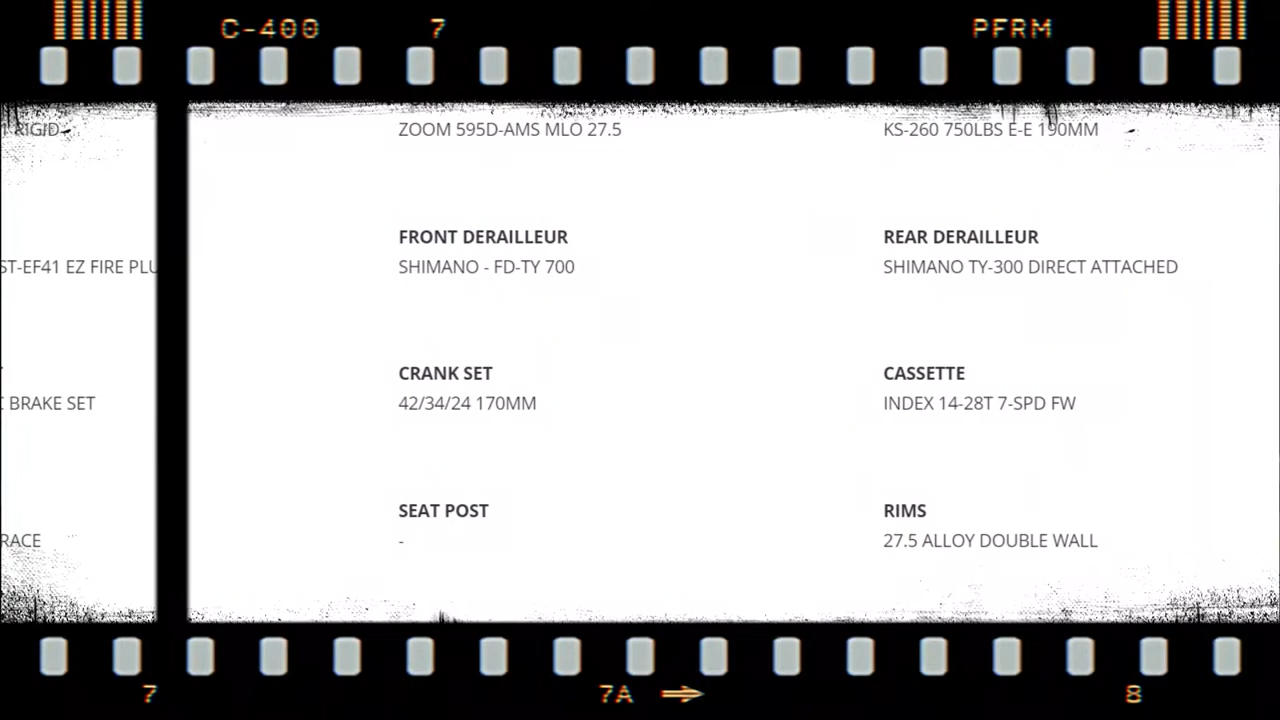 C-400 7 PFRM
RIGID
ZOOM 595D-AMS MLO 27.5
KS-260 750LBS E-E 190MM
FRONT DERAILLEUR
REAR DERAILLEUR
ST-EF41 EZ FIRE PLU
SHIMANO - FD-TY 700
SHIMANO TY-300 DIRECT ATTACHED
CRANK SET
CASSETTE
BRAKE SET
42/34/24 170MM
INDEX 14-28T 7-SPD FW
SEAT POST
RIMS
RACE
-
27.5 ALLOY DOUBLE WALL
7 7A → 8